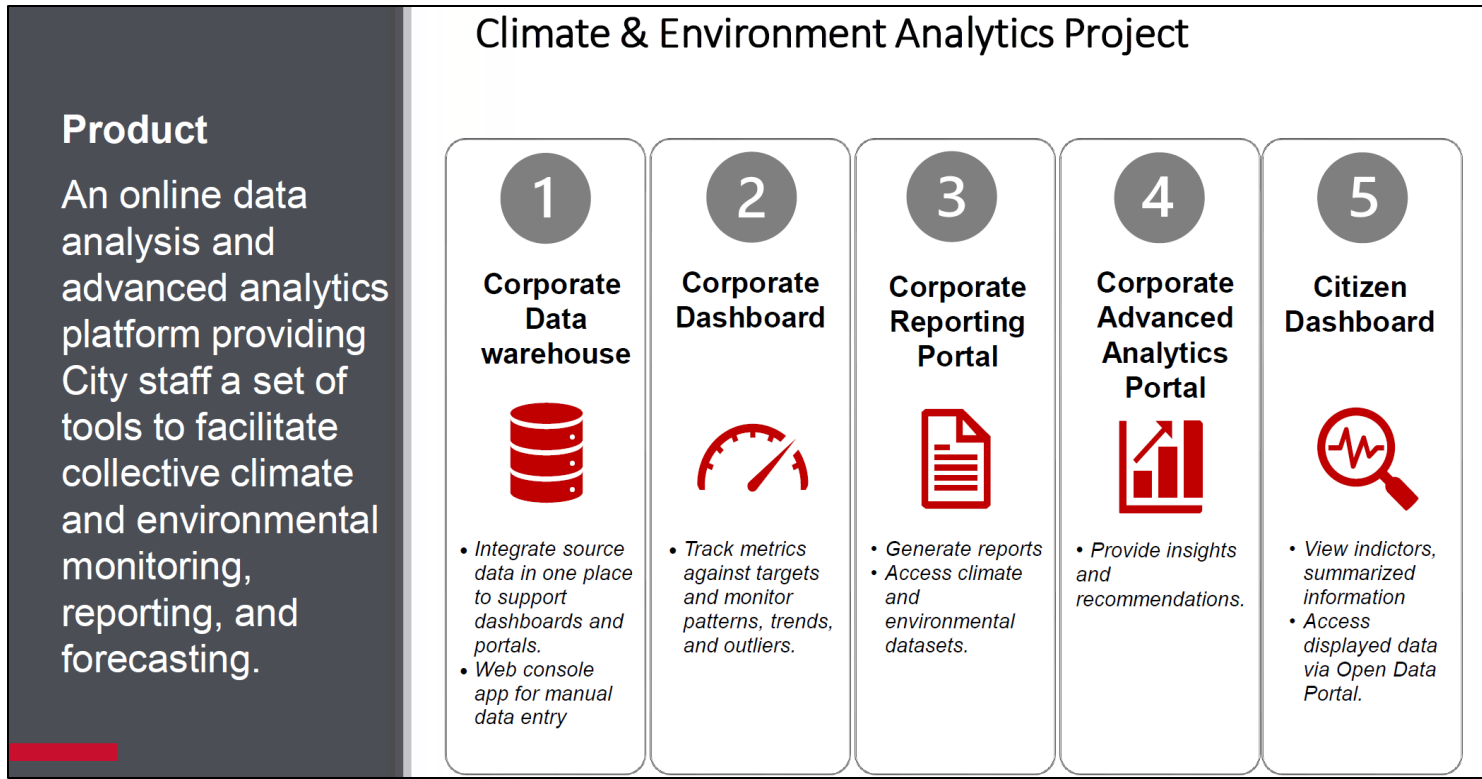 Climate & Environment Analytics Project
Product
An online data
analysis and
advanced analytics
platform providing
City staff a set of
tools to facilitate
collective climate
and environmental
monitoring,
reporting, and
forecasting.
1
Corporate
Data
warehouse
• Integrate source
data in one place
to support
dashboards and
portals.
• Web console
app for manual
data entry
2
Corporate
Dashboard
• Track metrics
against targets
and monitor
patterns, trends,
and outliers.
3
Corporate
Reporting
Portal
• Generate reports
• Access climate
and
environmental
datasets.
4
Corporate
Advanced
Analytics
Portal
• Provide insights
and
recommendations.
5
Citizen
Dashboard
• View indictors,
summarized
information
• Access
displayed data
via Open Data
Portal.